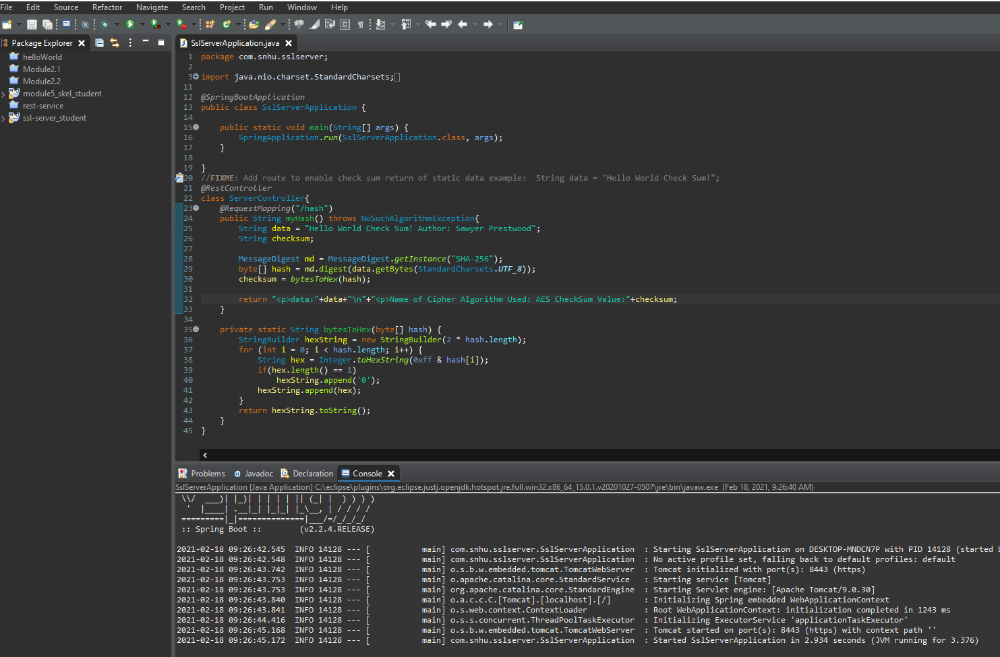 File Edit Source Refactor Navigate Search Project Run Window Help
Package Explorer
helloWorld
Module2.1
Module2.2
module5_skel_student
rest-service
ssl-server_student
SslServerApplication.java
1 package com.snhu.sslserver;
2
3 import java.nio.charset.StandardCharsets;
11
12 @SpringBootApplication
13 public class SslServerApplication {
14
15     public static void main(String[] args) {
16         SpringApplication.run(SslServerApplication.class, args);
17     }
18
19 }
20 //FIXME: Add route to enable check sum return of static data example:  String data = "Hello World Check Sum!";
21 @RestController
22 class ServerController{
23     @RequestMapping("/hash")
24     public String myHash() throws NoSuchAlgorithmException{
25         String data = "Hello World Check Sum! Author: Sawyer Prestwood";
26         String checksum;
27
28         MessageDigest md = MessageDigest.getInstance("SHA-256");
29         byte[] hash = md.digest(data.getBytes(StandardCharsets.UTF_8));
30         checksum = bytesToHex(hash);
31
32         return "<p>data:"+data+"\n"+"<p>Name of Cipher Algorithm Used: AES CheckSum Value:"+checksum;
33     }
34
35     private static String bytesToHex(byte[] hash) {
36         StringBuilder hexString = new StringBuilder(2 * hash.length);
37         for (int i = 0; i < hash.length; i++) {
38             String hex = Integer.toHexString(0xff & hash[i]);
39             if(hex.length() == 1)
40                 hexString.append('0');
41             hexString.append(hex);
42         }
43         return hexString.toString();
44     }
45 }
Problems Javadoc Declaration Console
SslServerApplication [Java Application] C:\eclipse\plugins\org.eclipse.justj.openjdk.hotspot.jre.full.win32.x86_64_15.0.1.v20201027-0507\jre\bin\javaw.exe (Feb 18, 2021, 9:26:40 AM)
 \\/  ___)| |_)| | | | | || (_| |  ) ) ) )
  '  |____| .__|_| |_|_| |_\__, | / / / /
 =========|_|==============|___/=/_/_/_/
 :: Spring Boot ::        (v2.2.4.RELEASE)
2021-02-18 09:26:42.545  INFO 14128 --- [           main] com.snhu.sslserver.SslServerApplication  : Starting SslServerApplication on DESKTOP-MNDCN7P with PID 14128 (started
2021-02-18 09:26:42.548  INFO 14128 --- [           main] com.snhu.sslserver.SslServerApplication  : No active profile set, falling back to default profiles: default
2021-02-18 09:26:43.742  INFO 14128 --- [           main] o.s.b.w.embedded.tomcat.TomcatWebServer  : Tomcat initialized with port(s): 8443 (https)
2021-02-18 09:26:43.753  INFO 14128 --- [           main] o.apache.catalina.core.StandardService   : Starting service [Tomcat]
2021-02-18 09:26:43.753  INFO 14128 --- [           main] org.apache.catalina.core.StandardEngine  : Starting Servlet engine: [Apache Tomcat/9.0.30]
2021-02-18 09:26:43.840  INFO 14128 --- [           main] o.a.c.c.C.[Tomcat].[localhost].[/]       : Initializing Spring embedded WebApplicationContext
2021-02-18 09:26:43.841  INFO 14128 --- [           main] o.s.web.context.ContextLoader            : Root WebApplicationContext: initialization completed in 1243 ms
2021-02-18 09:26:44.416  INFO 14128 --- [           main] o.s.s.concurrent.ThreadPoolTaskExecutor  : Initializing ExecutorService 'applicationTaskExecutor'
2021-02-18 09:26:45.168  INFO 14128 --- [           main] o.s.b.w.embedded.tomcat.TomcatWebServer  : Tomcat started on port(s): 8443 (https) with context path ''
2021-02-18 09:26:45.172  INFO 14128 --- [           main] com.snhu.sslserver.SslServerApplication  : Started SslServerApplication in 2.934 seconds (JVM running for 3.376)